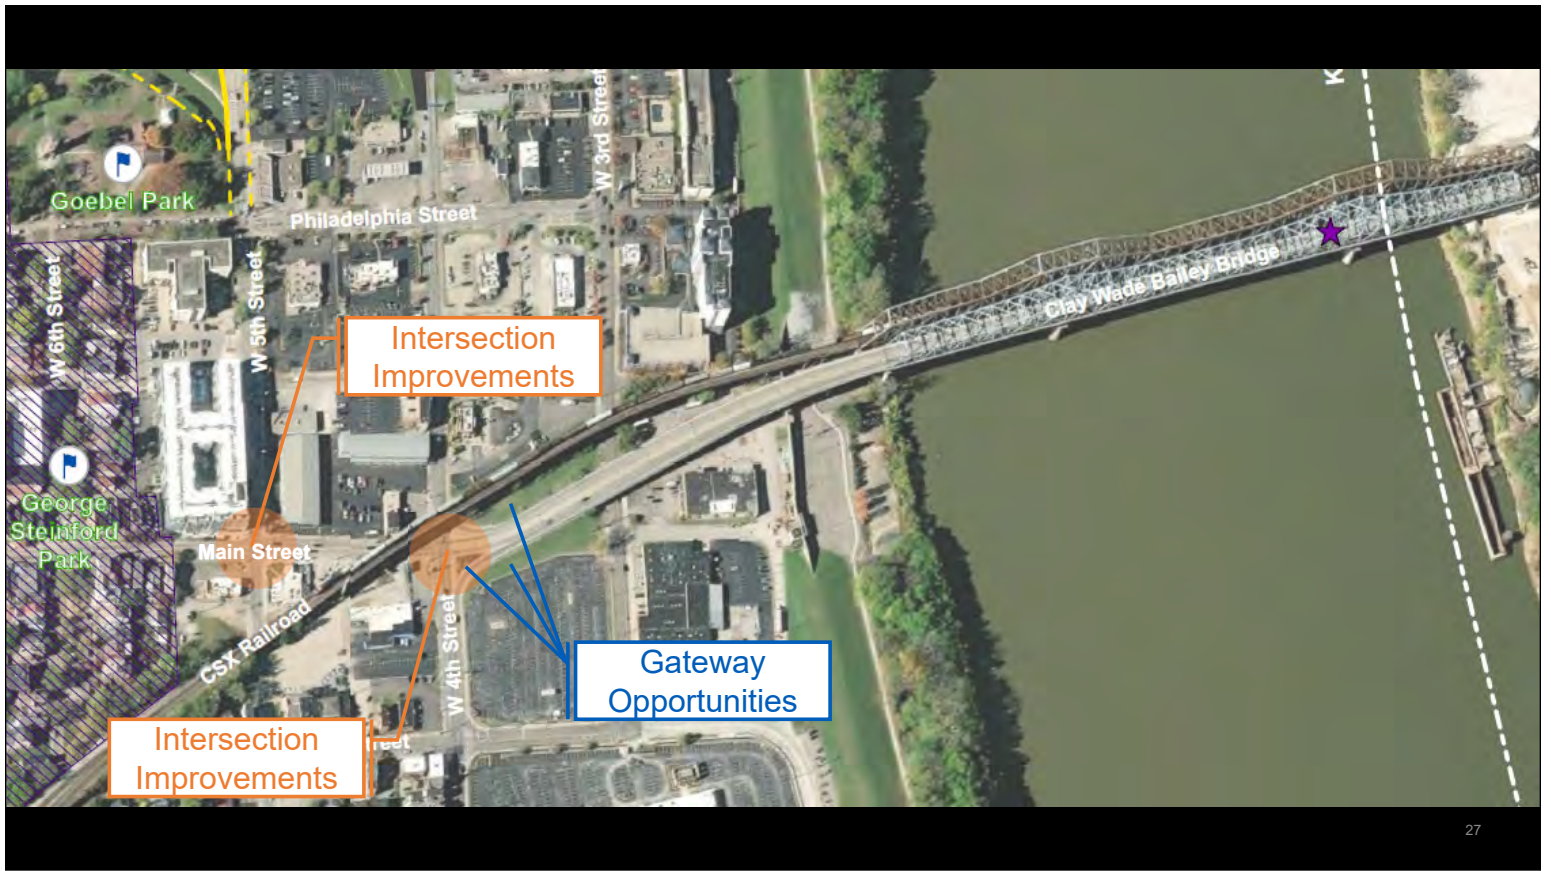 K
W 3rd Street
Goebel Park
Philadelphia Street
W 6th Street
W 5th Street
Clay Wade Bailey Bridge
Intersection
Improvements
George
Steinford
Park
Main Street
CSX Railroad
W 4th Street
Gateway
Opportunities
Intersection
Improvements
reet
27